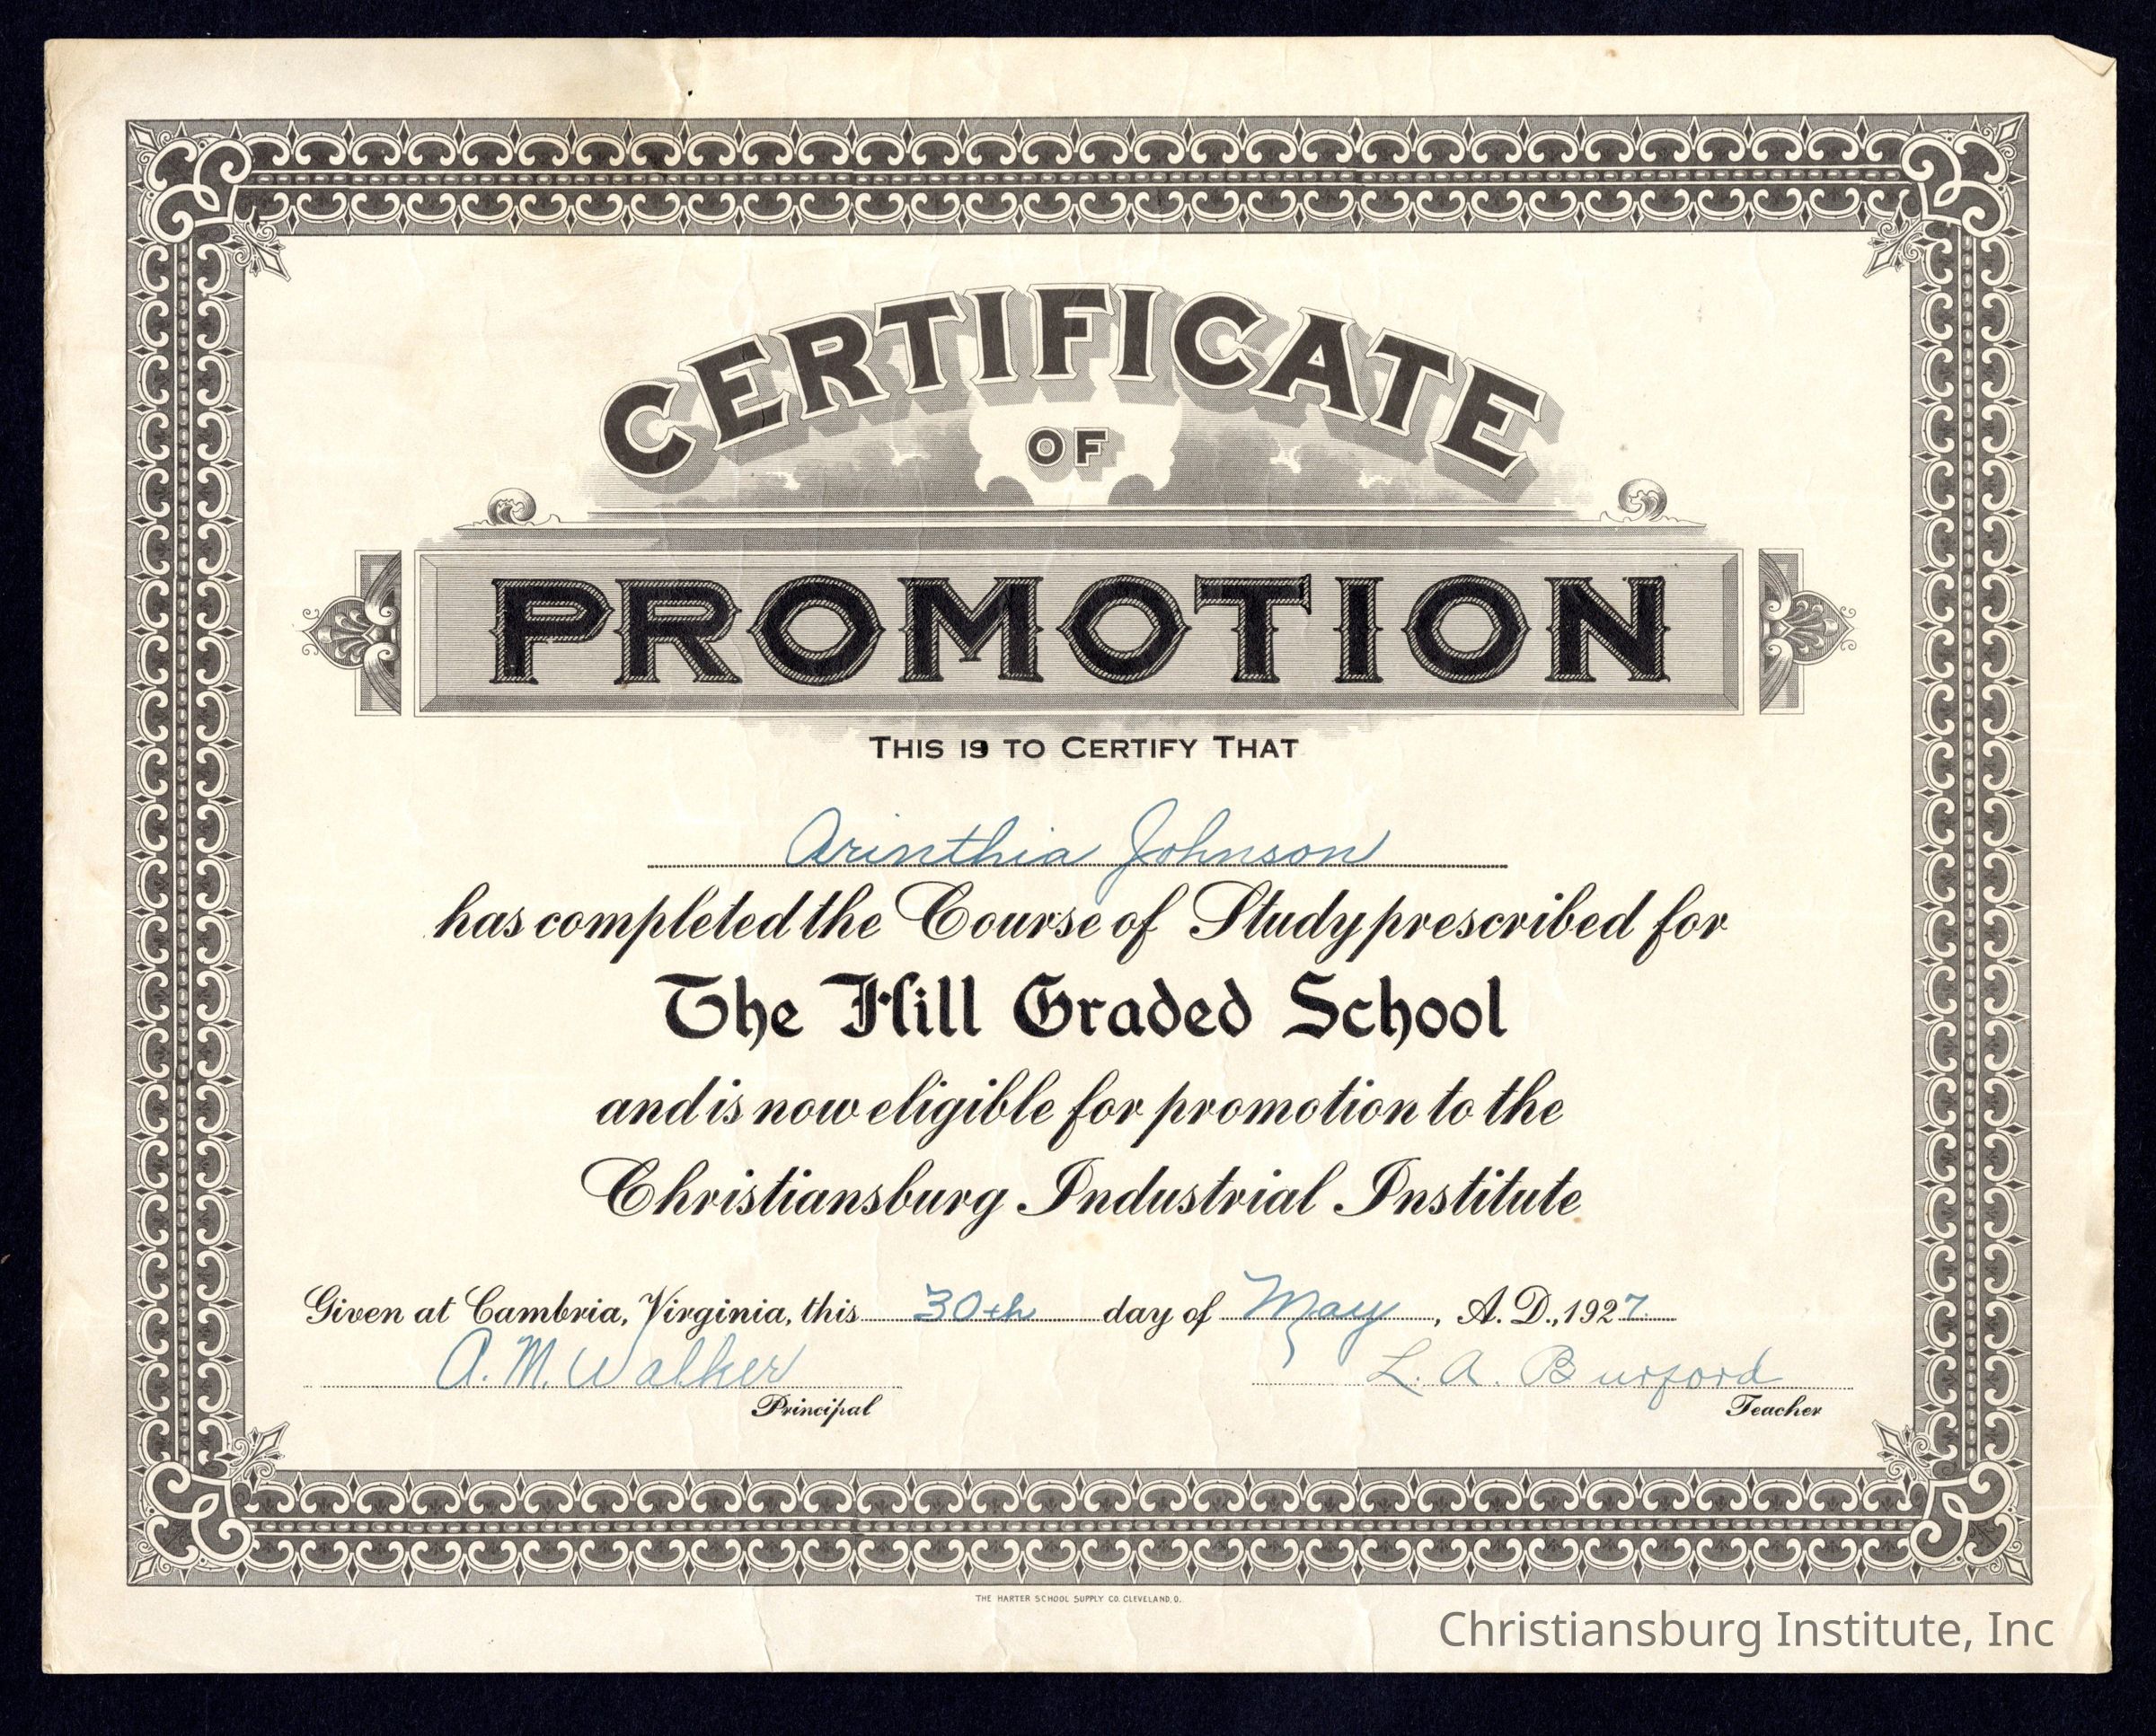 CERTIFICATE
OF
PROMOTION
THIS IS TO CERTIFY THAT
Arinthia Johnson
has completed the Course of Study prescribed for
The Hill Graded School
and is now eligible for promotion to the
Christiansburg Industrial Institute
Given at Cambria, Virginia, this 30th day of May, A. D., 1927.
A. M. Walker L. A. Burford
Principal Teacher
THE HARTER SCHOOL SUPPLY CO. CLEVELAND, O.
Christiansburg Institute, Inc